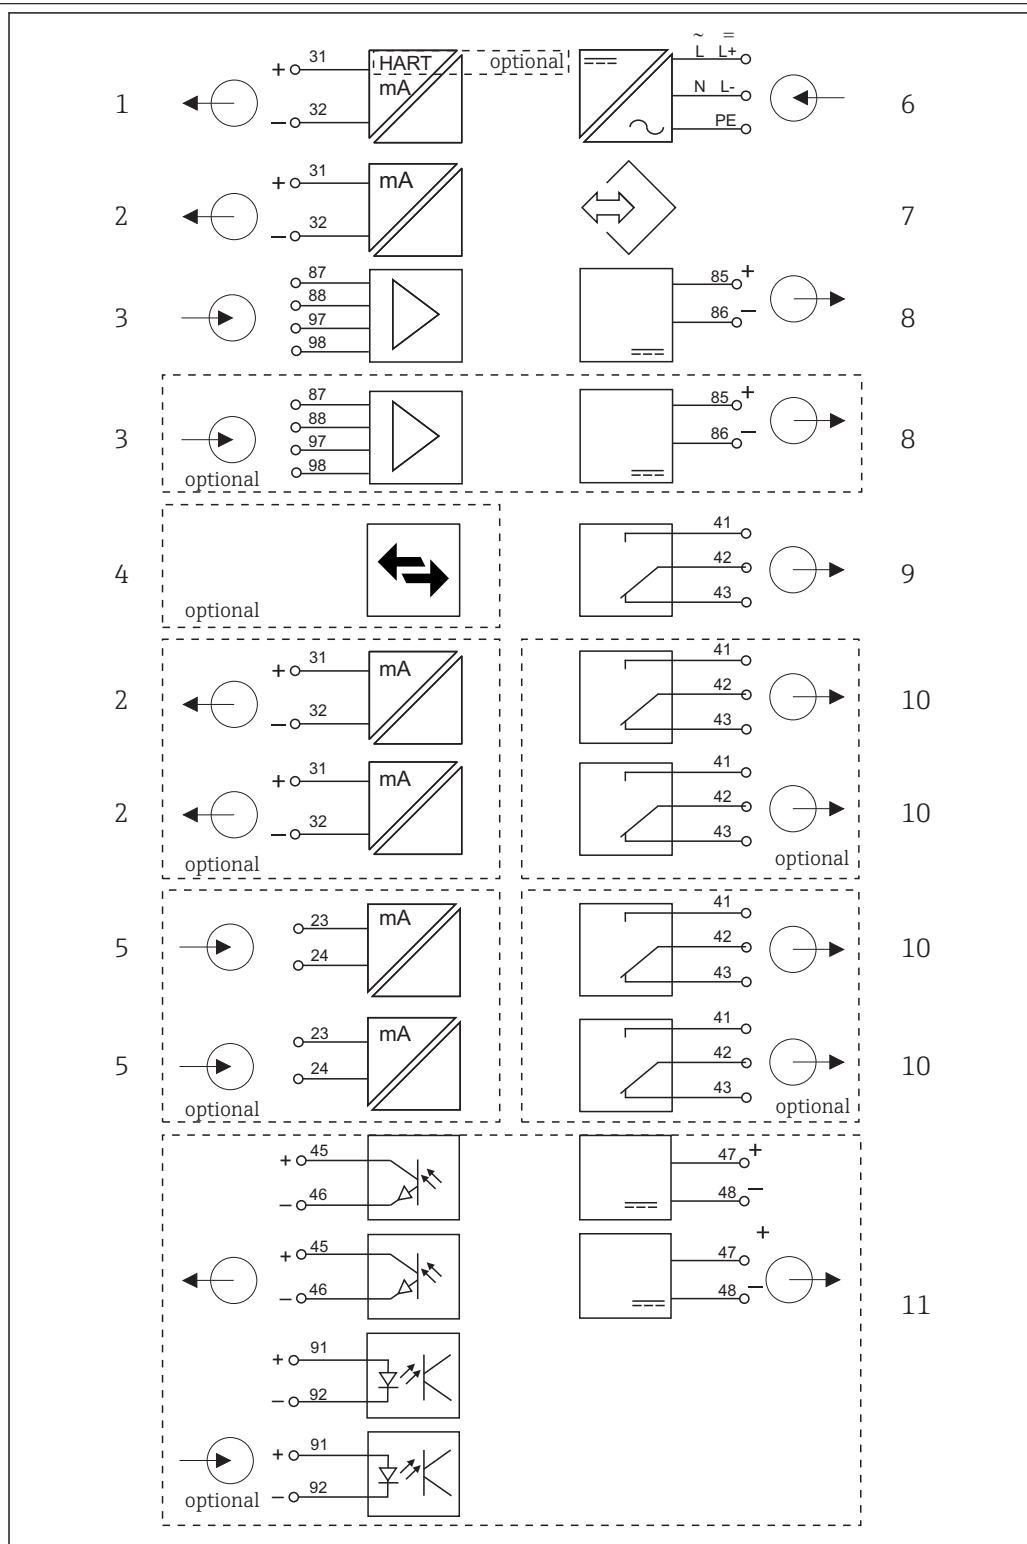 ~ =
+ 31 HART optional L L+
1 mA N L- 6
– 32 PE
+ 31 mA
2 7
– 32
87 85 +
88
3 97 86 – 8
98
87 85 +
88
3 97 86 – 8
98
optional
41
4 42 9
optional 43
+ 31 mA 41
2 32 42 10
– 43
+ 31 mA 41
2 32 42 10
– 43
optional optional
23 mA 41
5 24 42 10
43
23 mA 41
5 24 42 10
43
optional optional
+ 45 47 +
– 46 48 –
+
+ 45 47
– 46 48 –
11
+ 91
– 92
+ 91
– 92
optional